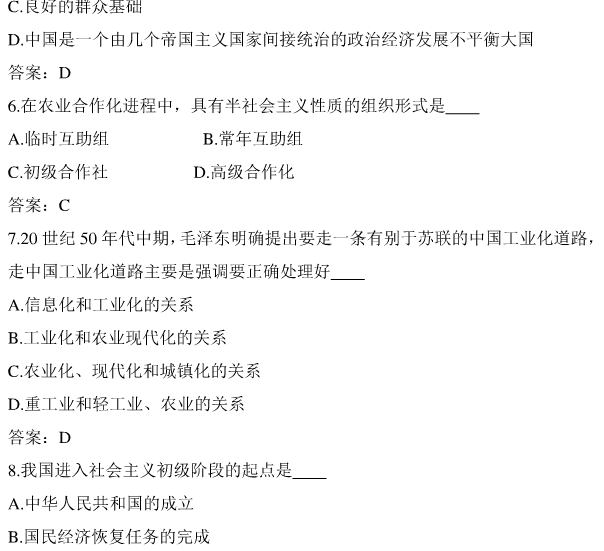 C.良好的群众基础
D.中国是一个由几个帝国主义国家间接统治的政治经济发展不平衡大国
答案：D
6.在农业合作化进程中，具有半社会主义性质的组织形式是____
A.临时互助组 B.常年互助组
C.初级合作社 D.高级合作化
答案：C
7.20 世纪 50 年代中期，毛泽东明确提出要走一条有别于苏联的中国工业化道路，
走中国工业化道路主要是强调要正确处理好____
A.信息化和工业化的关系
B.工业化和农业现代化的关系
C.农业化、现代化和城镇化的关系
D.重工业和轻工业、农业的关系
答案：D
8.我国进入社会主义初级阶段的起点是____
A.中华人民共和国的成立
B.国民经济恢复任务的完成